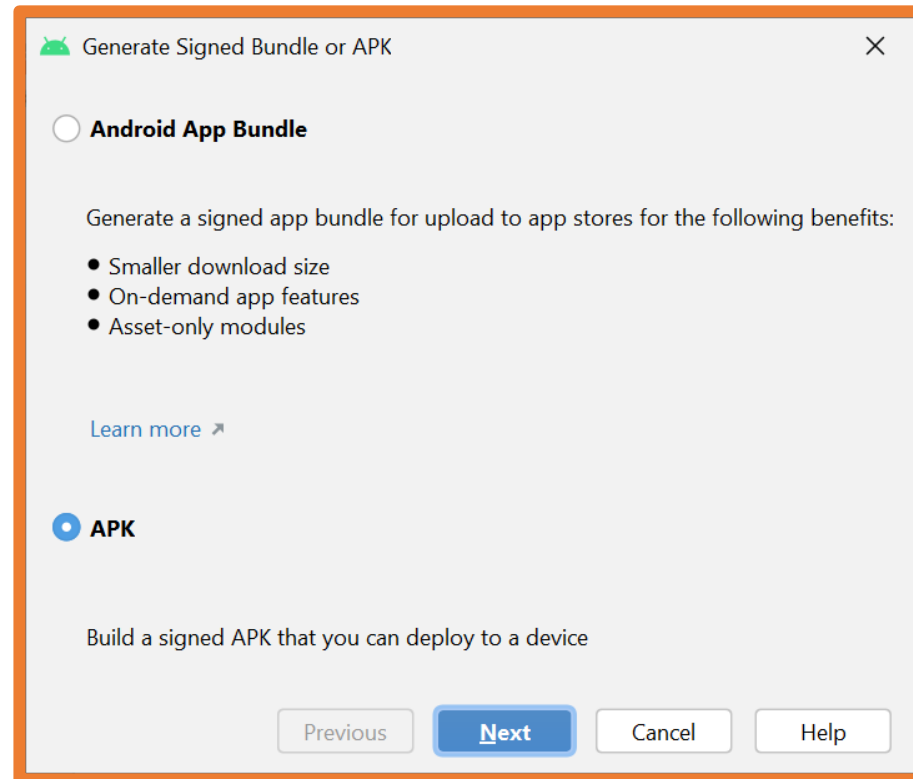 Generate Signed Bundle or APK
Android App Bundle
Generate a signed app bundle for upload to app stores for the following benefits:
• Smaller download size
• On-demand app features
• Asset-only modules
Learn more ↗
APK
Build a signed APK that you can deploy to a device
Previous Next Cancel Help